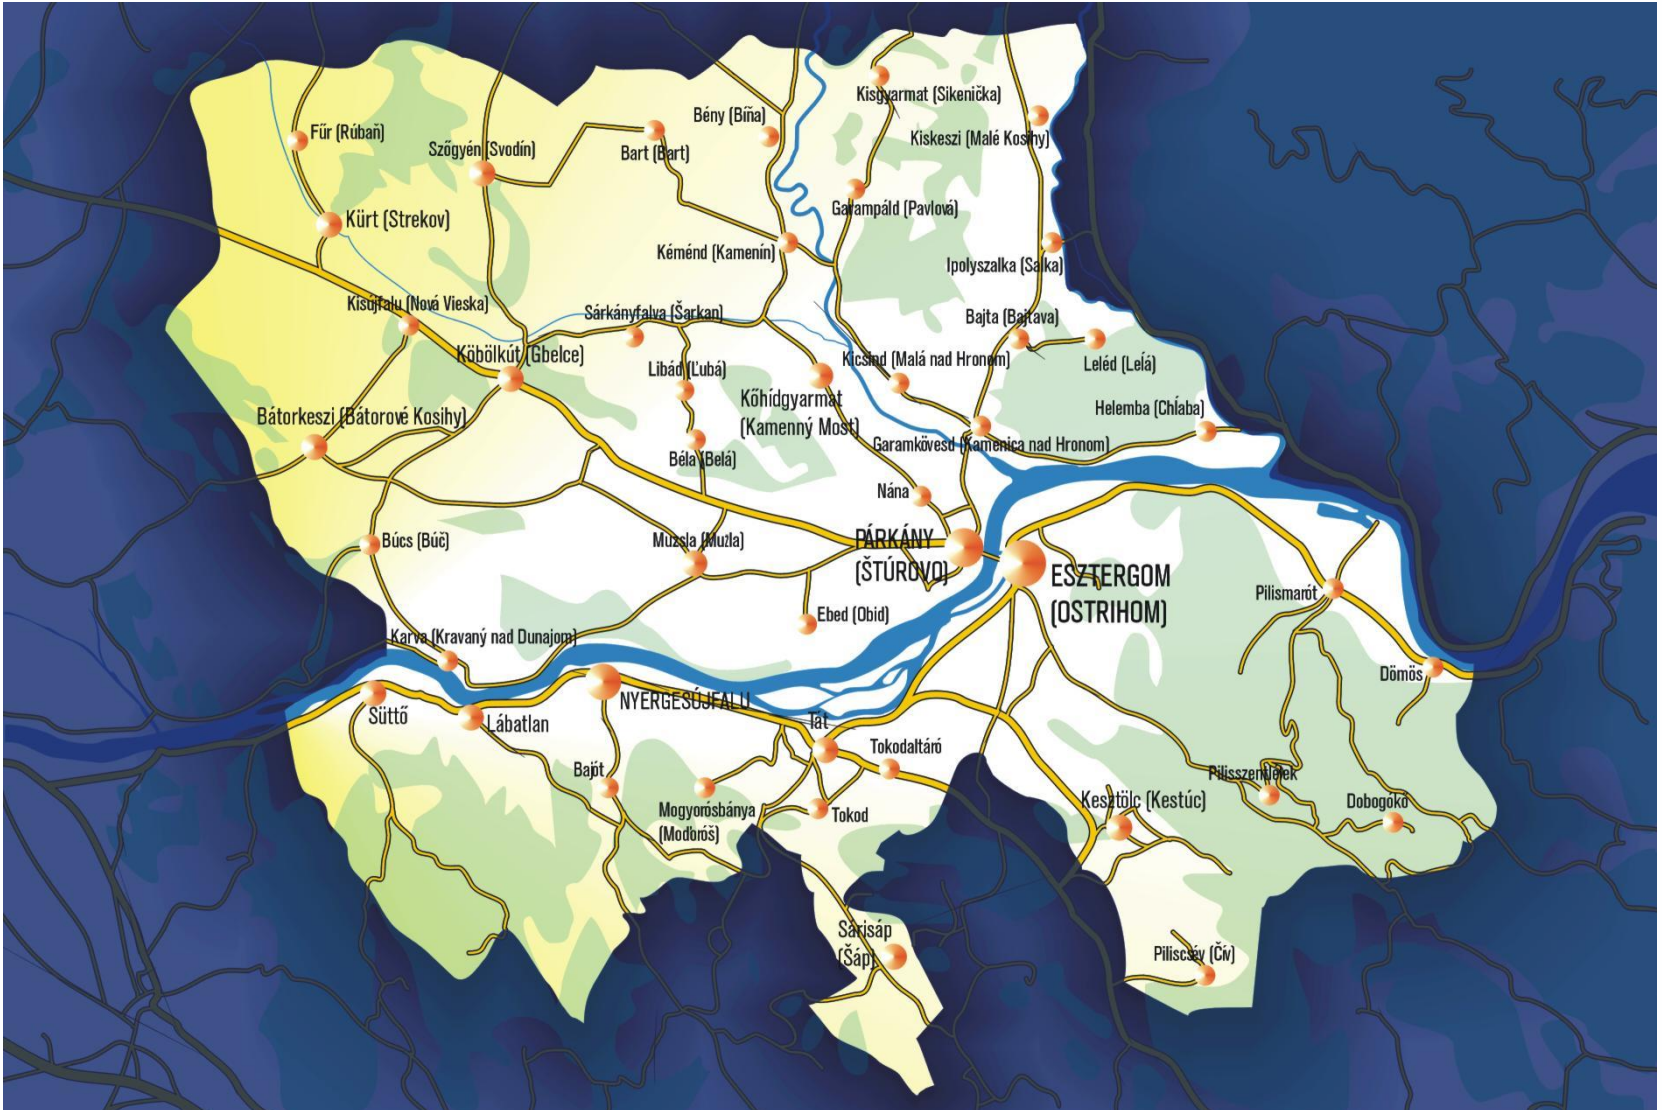 Kisgyarmat (Sikenička)
Bény (Bíňa)
Fűr (Rúbaň)
Kiskeszi (Malé Kosihy)
Szőgyén (Svodín)
Bart (Bart)
Garampáld (Pavlová)
Kürt (Strekov)
Kéménd (Kamenín)
Ipolyszalka (Salka)
Kisújfalu (Nová Vieska)
Sárkányfalva (Šarkan)
Bajta (Bajtava)
Köbölkút (Gbelce)
Kicsind (Malá nad Hronom)
Leléd (Leĺá)
Libád (Ľubá)
Kőhídgyarmat
(Kamenný Most)
Helemba (Chĺaba)
Bátorkeszi (Bátorové Kosihy)
Garamkövesd (Kamenica nad Hronom)
Béla (Belá)
Nána
Búcs (Búč)
Muzsla (Mužla)
PÁRKÁNY
(ŠTÚROVO)
ESZTERGOM
(OSTRIHOM)
Pilismarót
Ebed (Obid)
Karva (Kravaný nad Dunajom)
Dömös
NYERGESÚJFALU
Süttő
Lábatlan
Tát
Tokodaltáró
Bajót
Pilisszentlélek
Kesztölc (Kestúc)
Dobogókő
Mogyorósbánya
(Moďoróš)
Tokod
Sárisáp
(Šáp)
Piliscsév (Čív)